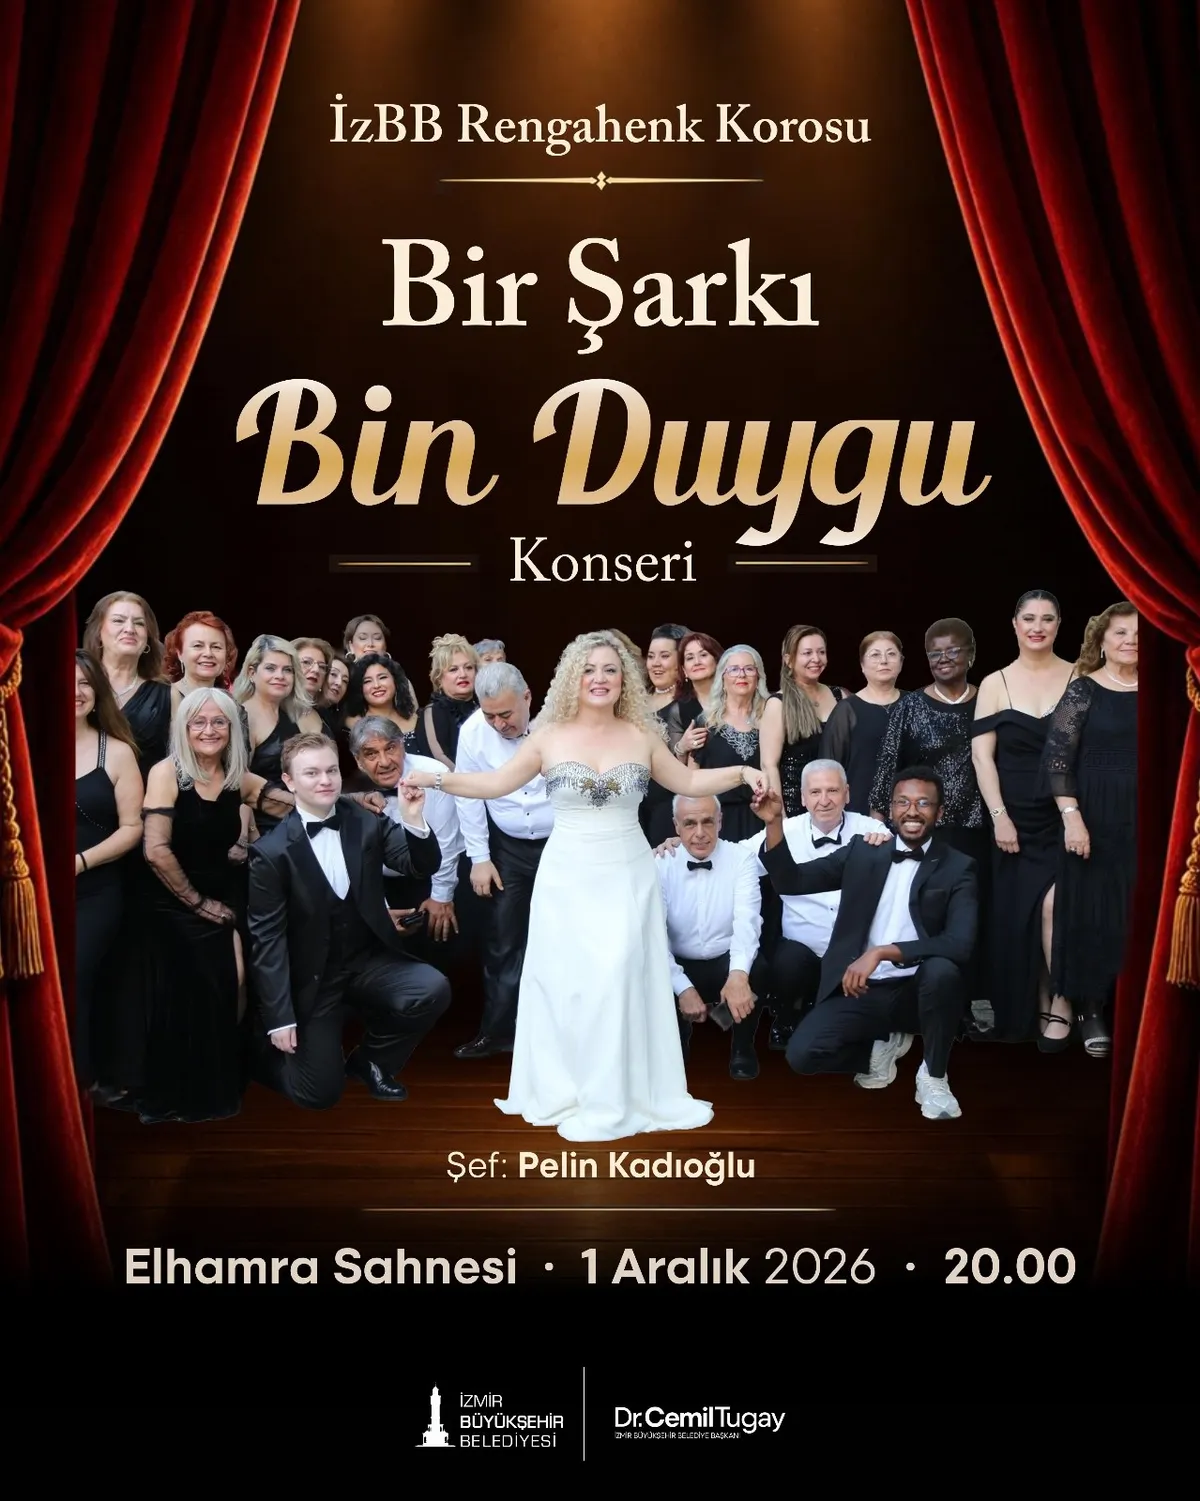 İzBB Rengahenk Korosu
Bir Şarkı
Bin Duygu
Konseri
Şef: Pelin Kadıoğlu
Elhamra Sahnesi · 1 Aralık 2026 · 20.00
İZMİR
BÜYÜKŞEHİR
BELEDİYESİ
Dr.CemilTugay
İZMİR BÜYÜKŞEHİR BELEDİYE BAŞKANI